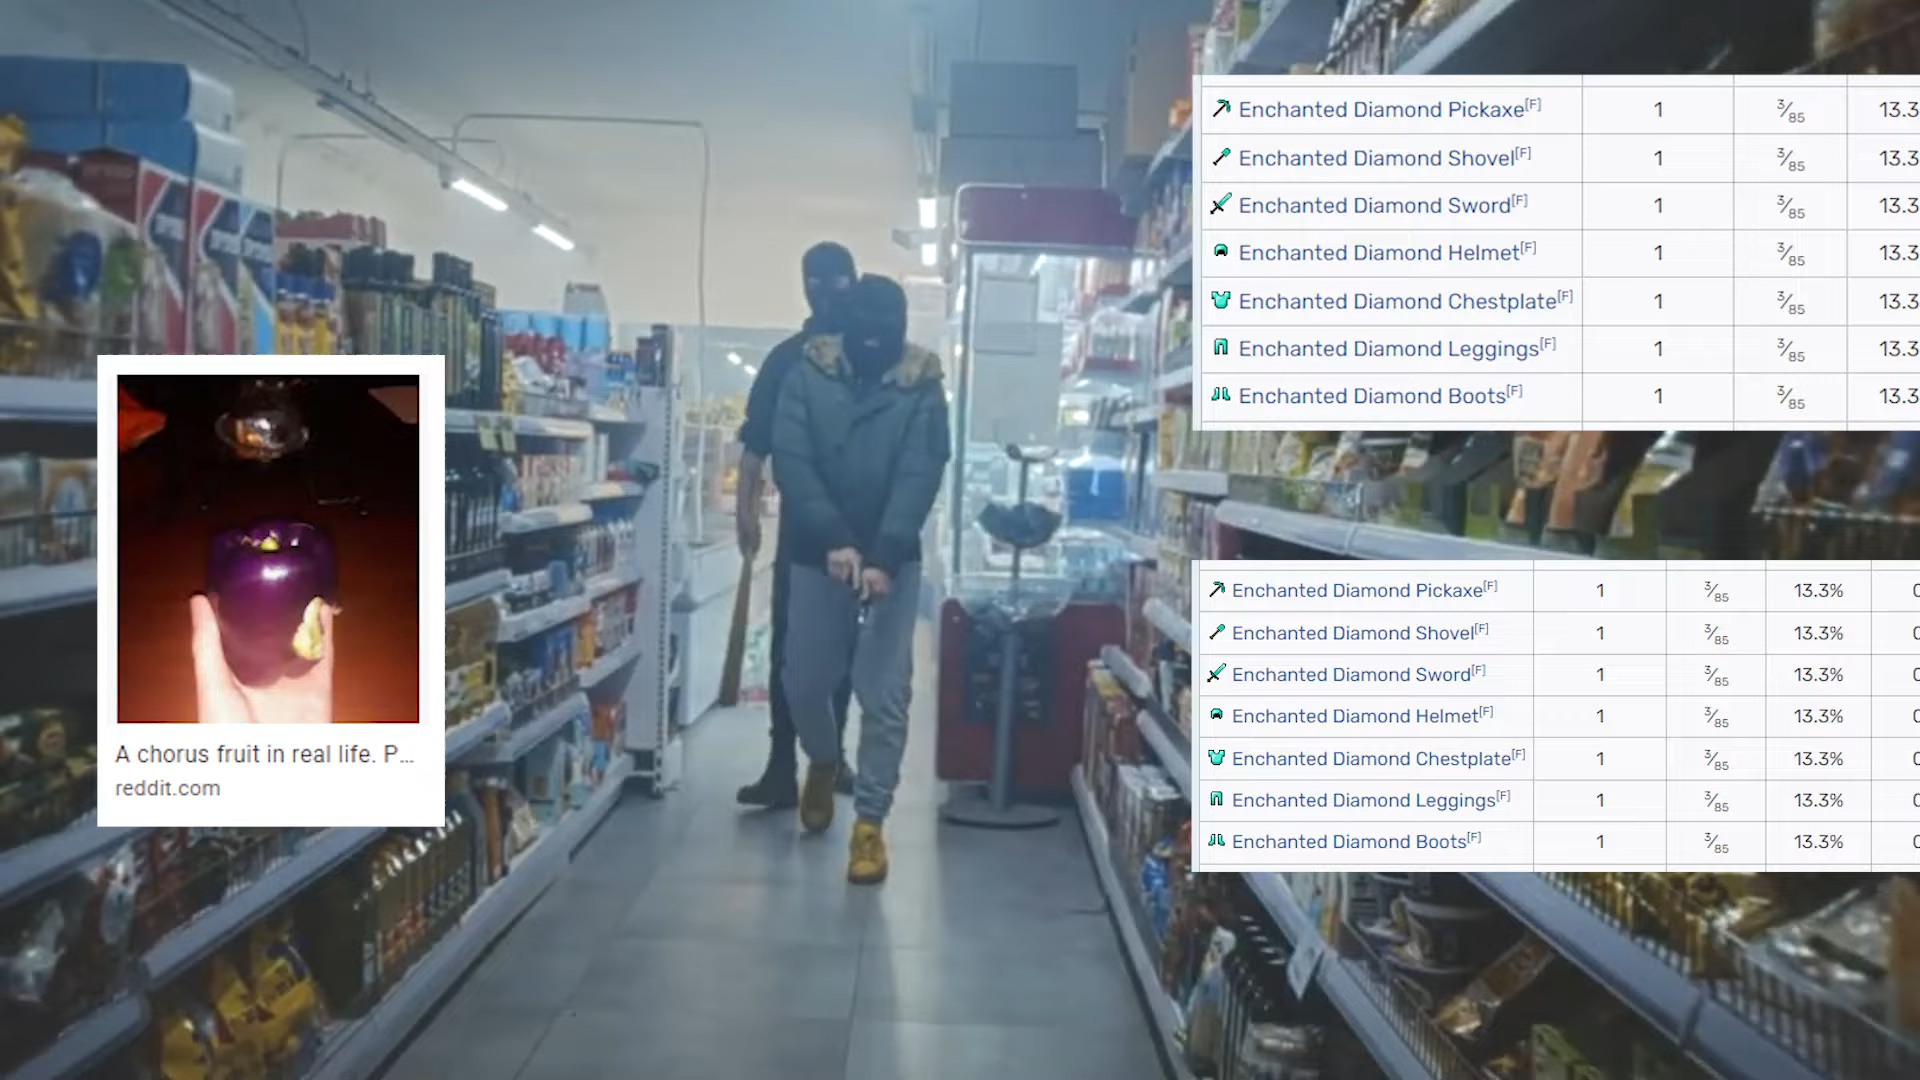 Enchanted Diamond Pickaxe[F] 1 3/85 13.3
Enchanted Diamond Shovel[F] 1 3/85 13.3
Enchanted Diamond Sword[F] 1 3/85 13.3
Enchanted Diamond Helmet[F] 1 3/85 13.3
Enchanted Diamond Chestplate[F] 1 3/85 13.3
Enchanted Diamond Leggings[F] 1 3/85 13.3
Enchanted Diamond Boots[F] 1 3/85 13.3
A chorus fruit in real life. P...
reddit.com
Enchanted Diamond Pickaxe[F] 1 3/85 13.3%
Enchanted Diamond Shovel[F] 1 3/85 13.3%
Enchanted Diamond Sword[F] 1 3/85 13.3%
Enchanted Diamond Helmet[F] 1 3/85 13.3%
Enchanted Diamond Chestplate[F] 1 3/85 13.3%
Enchanted Diamond Leggings[F] 1 3/85 13.3%
Enchanted Diamond Boots[F] 1 3/85 13.3%